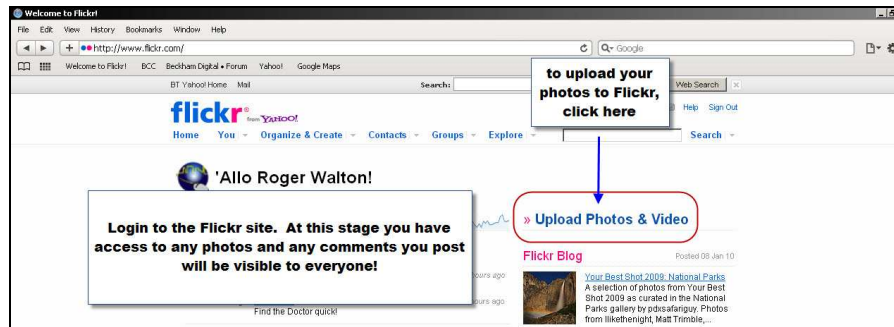 Welcome to Flickr!
File Edit View History Bookmarks Window Help
http://www.flickr.com/
Google
Welcome to Flickr! BCC Beckham Digital • Forum Yahoo! Google Maps
BT Yahoo! Home Mail Search: Web Search
to upload your
photos to Flickr,
click here
flickr from YAHOO!
Help Sign Out
Home You Organize & Create Contacts Groups Explore Search
'Allo Roger Walton!
Login to the Flickr site. At this stage you have
access to any photos and any comments you post
will be visible to everyone!
» Upload Photos & Video
Flickr Blog Posted 08 Jan 10
hours ago
hours ago
Find the Doctor quick!
Your Best Shot 2009: National Parks
A selection of photos from Your Best
Shot 2009 as curated in the National
Parks gallery by pdxsafariguy. Photos
from Ilikethenight, Matt Trimble,...